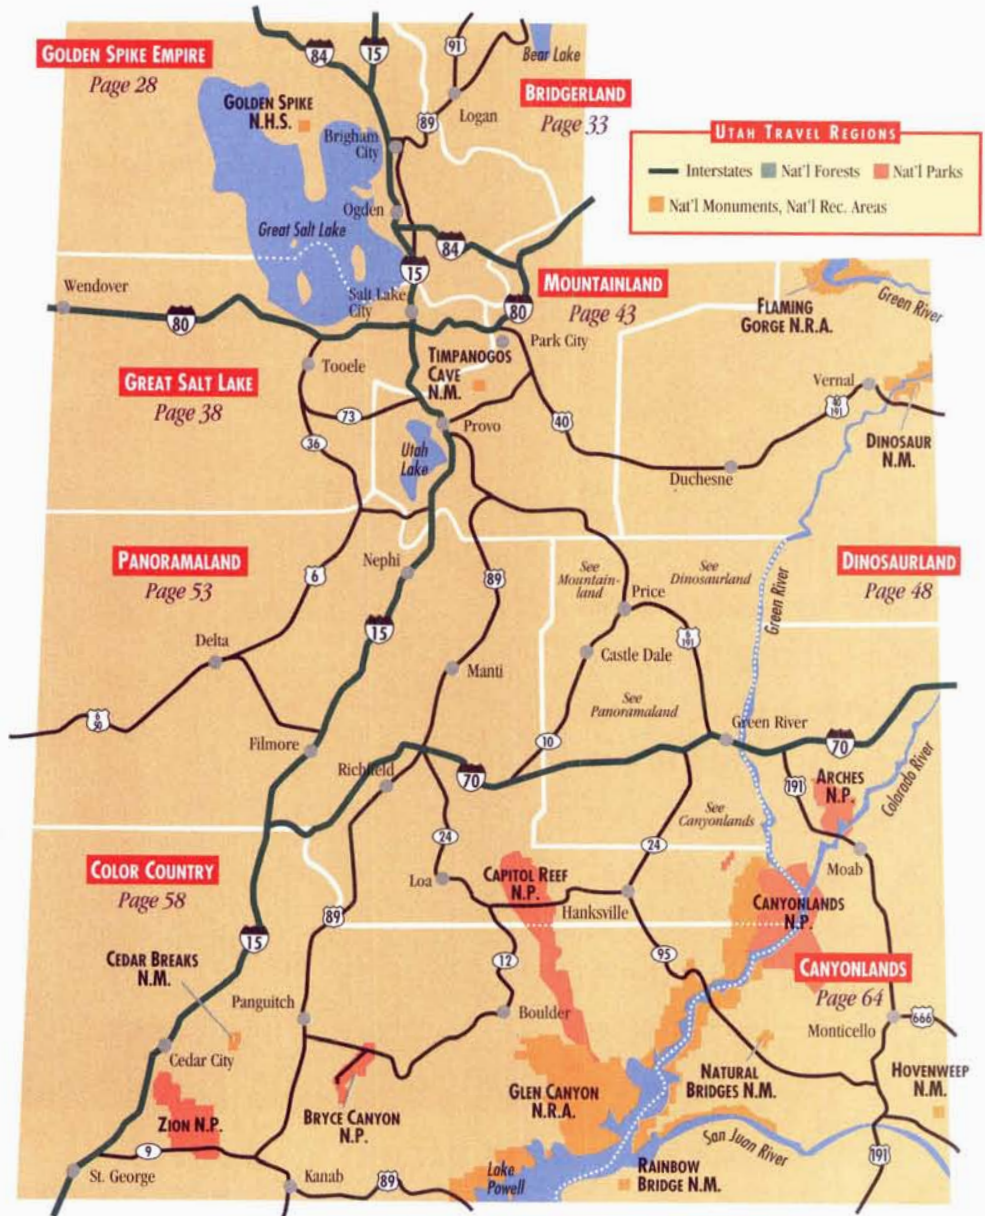 84
15
91
Bear Lake
GOLDEN SPIKE EMPIRE
Page 28
GOLDEN SPIKE
N.H.S.
89
Logan
BRIDGERLAND
Page 33
Brigham
City
UTAH TRAVEL REGIONS
Interstates
Nat'l Forests
Nat'l Parks
Nat'l Monuments, Nat'l Rec. Areas
Ogden
Great Salt Lake
84
15
Wendover
80
Salt Lake
City
MOUNTAINLAND
Page 43
80
Park City
FLAMING
GORGE N.R.A.
Green River
Tooele
TIMPANOGOS
CAVE
N.M.
GREAT SALT LAKE
Page 38
73
36
Provo
40
Vernal
40
191
DINOSAUR
N.M.
Utah
Lake
Duchesne
PANORAMALAND
Page 53
Nephi
6
89
See
Mountain-
land
See
Dinosaurland
Green River
DINOSAURLAND
Page 48
Price
15
6
191
Delta
Manti
Castle Dale
See
Panoramaland
6
50
Filmore
10
Green River
70
Richfield
70
191
ARCHES
N.P.
Colorado River
See
Canyonlands
24
24
COLOR COUNTRY
Page 58
Loa
CAPITOL REEF
N.P.
Hanksville
Moab
CANYONLANDS
N.P.
89
15
95
12
CEDAR BREAKS
N.M.
CANYONLANDS
Page 64
Panguitch
Boulder
Monticello
666
Cedar City
NATURAL
BRIDGES N.M.
HOVENWEEP
N.M.
GLEN CANYON
N.R.A.
BRYCE CANYON
N.P.
ZION N.P.
9
San Juan River
191
St. George
Kanab
89
Lake
Powell
RAINBOW
BRIDGE N.M.